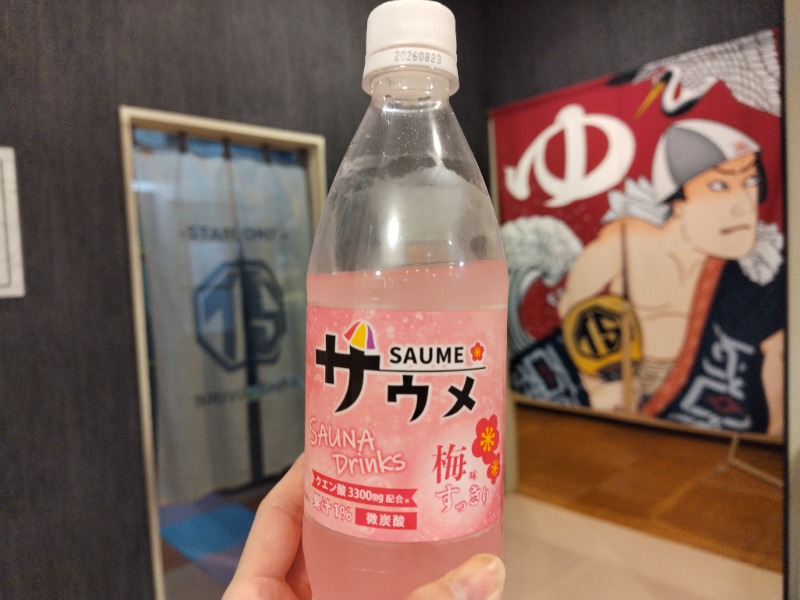 20260823
ゆ
SAUME
サウメ
SAUNA
Drinks
クエン酸3300mg配合※
果汁1%
微炭酸
梅味
すっきり